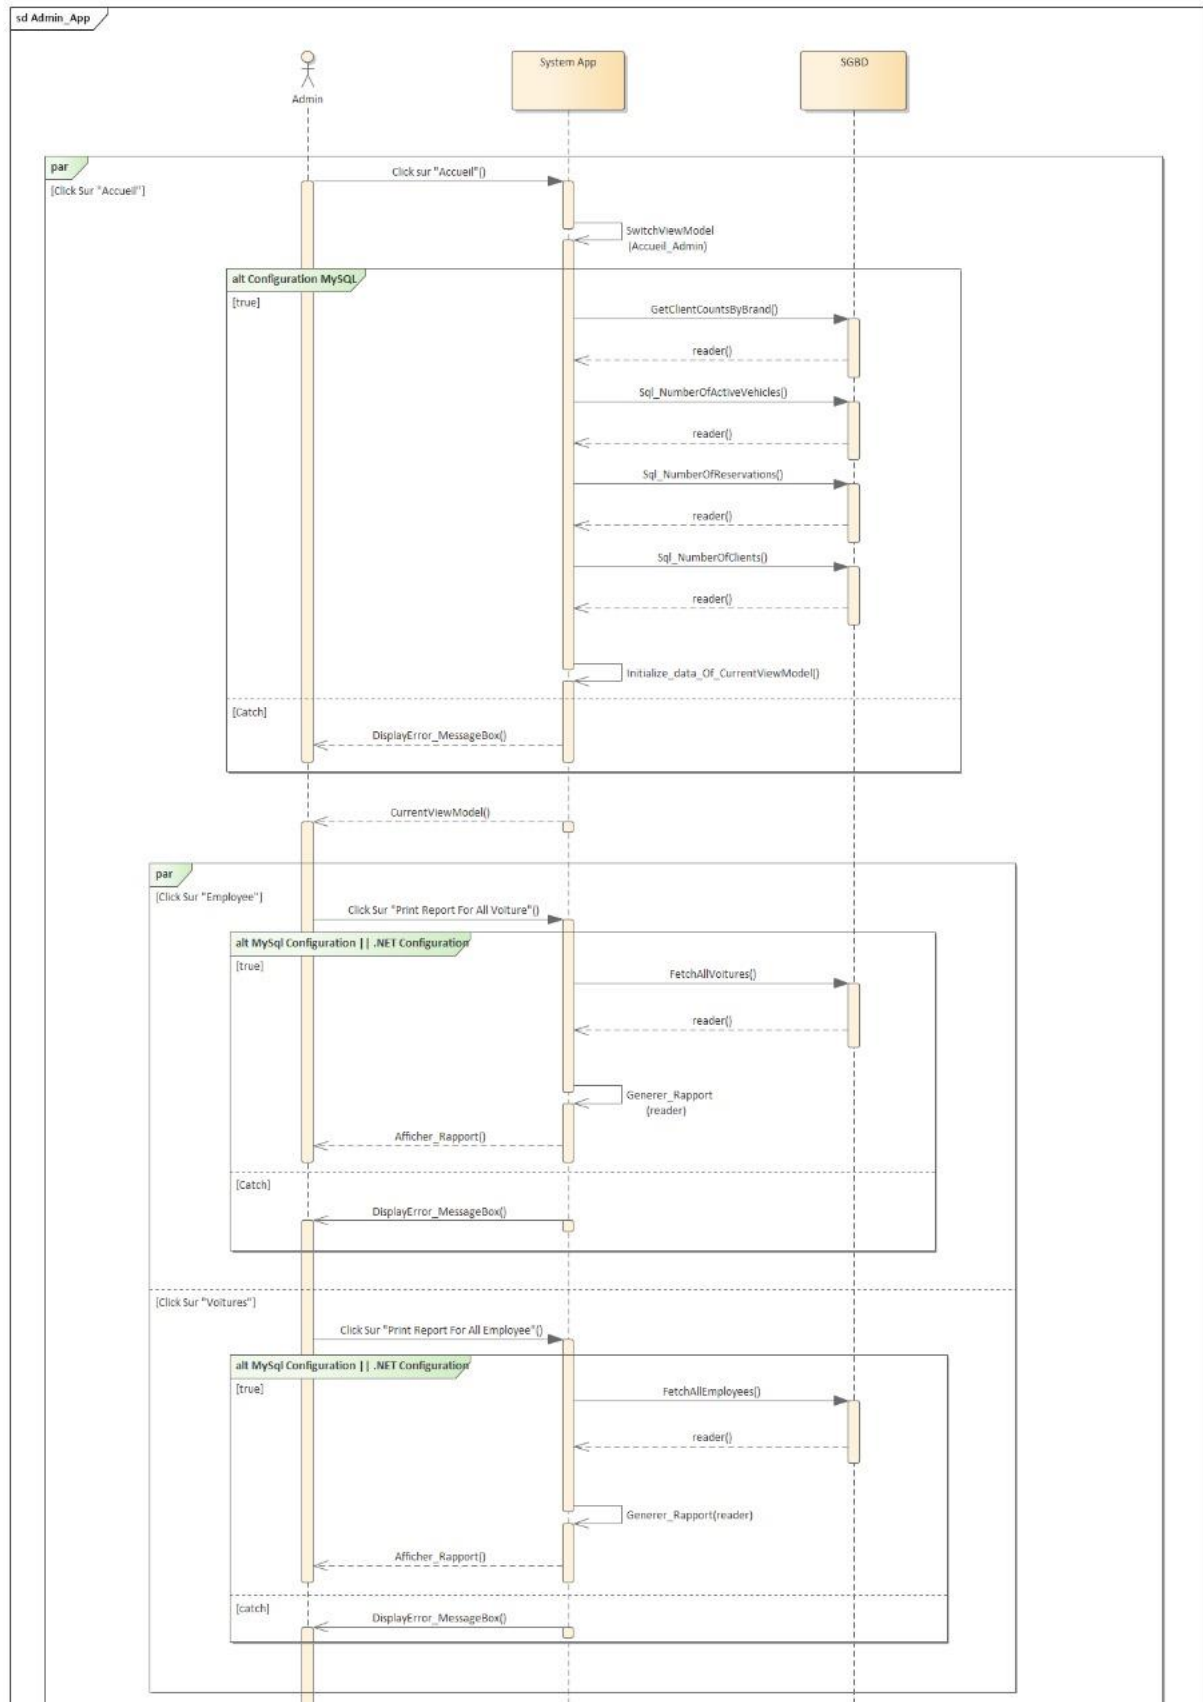 sd Admin_App
System App
SGBD
Admin
par
[Click Sur "Accueil"]
Click sur "Accueil"()
SwitchViewModel
(Accueil_Admin)
alt Configuration MySQL
[true]
GetClientCountsByBrand()
reader()
Sql_NumberOfActiveVehicles()
reader()
Sql_NumberOfReservations()
reader()
Sql_NumberOfClients()
reader()
Initialize_data_Of_CurrentViewModel()
[Catch]
DisplayError_MessageBox()
CurrentViewModel()
par
[Click Sur "Employee"]
Click Sur "Print Report For All Voiture"()
alt MySql Configuration || .NET Configuration
[true]
FetchAllVoitures()
reader()
Generer_Rapport
(reader)
Afficher_Rapport()
[Catch]
DisplayError_MessageBox()
[Click Sur "Voitures"]
Click Sur "Print Report For All Employee"()
alt MySql Configuration || .NET Configuration
[true]
FetchAllEmployees()
reader()
Generer_Rapport(reader)
Afficher_Rapport()
[catch]
DisplayError_MessageBox()